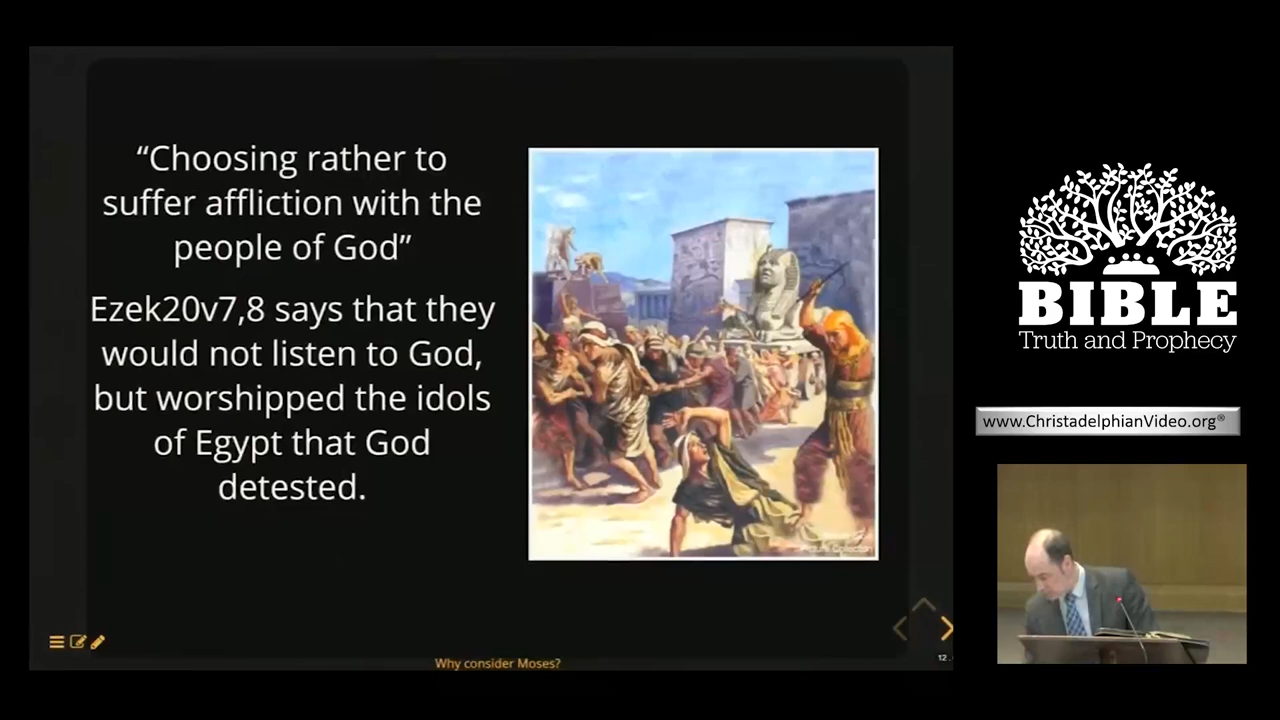 “Choosing rather to
suffer affliction with the
people of God”
Ezek20v7,8 says that they
would not listen to God,
but worshipped the idols
of Egypt that God
detested.
Why consider Moses?
12
BIBLE
Truth and Prophecy
www.ChristadelphianVideo.org®